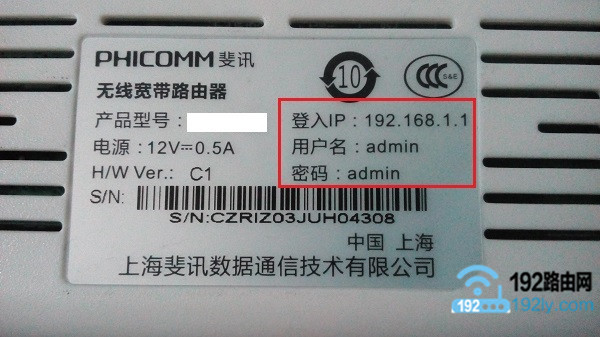 PHICOMM 斐讯
10
CCC S&E
无线宽带路由器
产品型号:
登入IP:192.168.1.1
电源:12V⎓0.5A
用户名:admin
H/W Ver.: C1
密码:admin
S/N:
S/N:CZRIZ03JUH04308
中国 上海
上海斐讯数据通信技术有限公司
192路由网
192
192ly.com